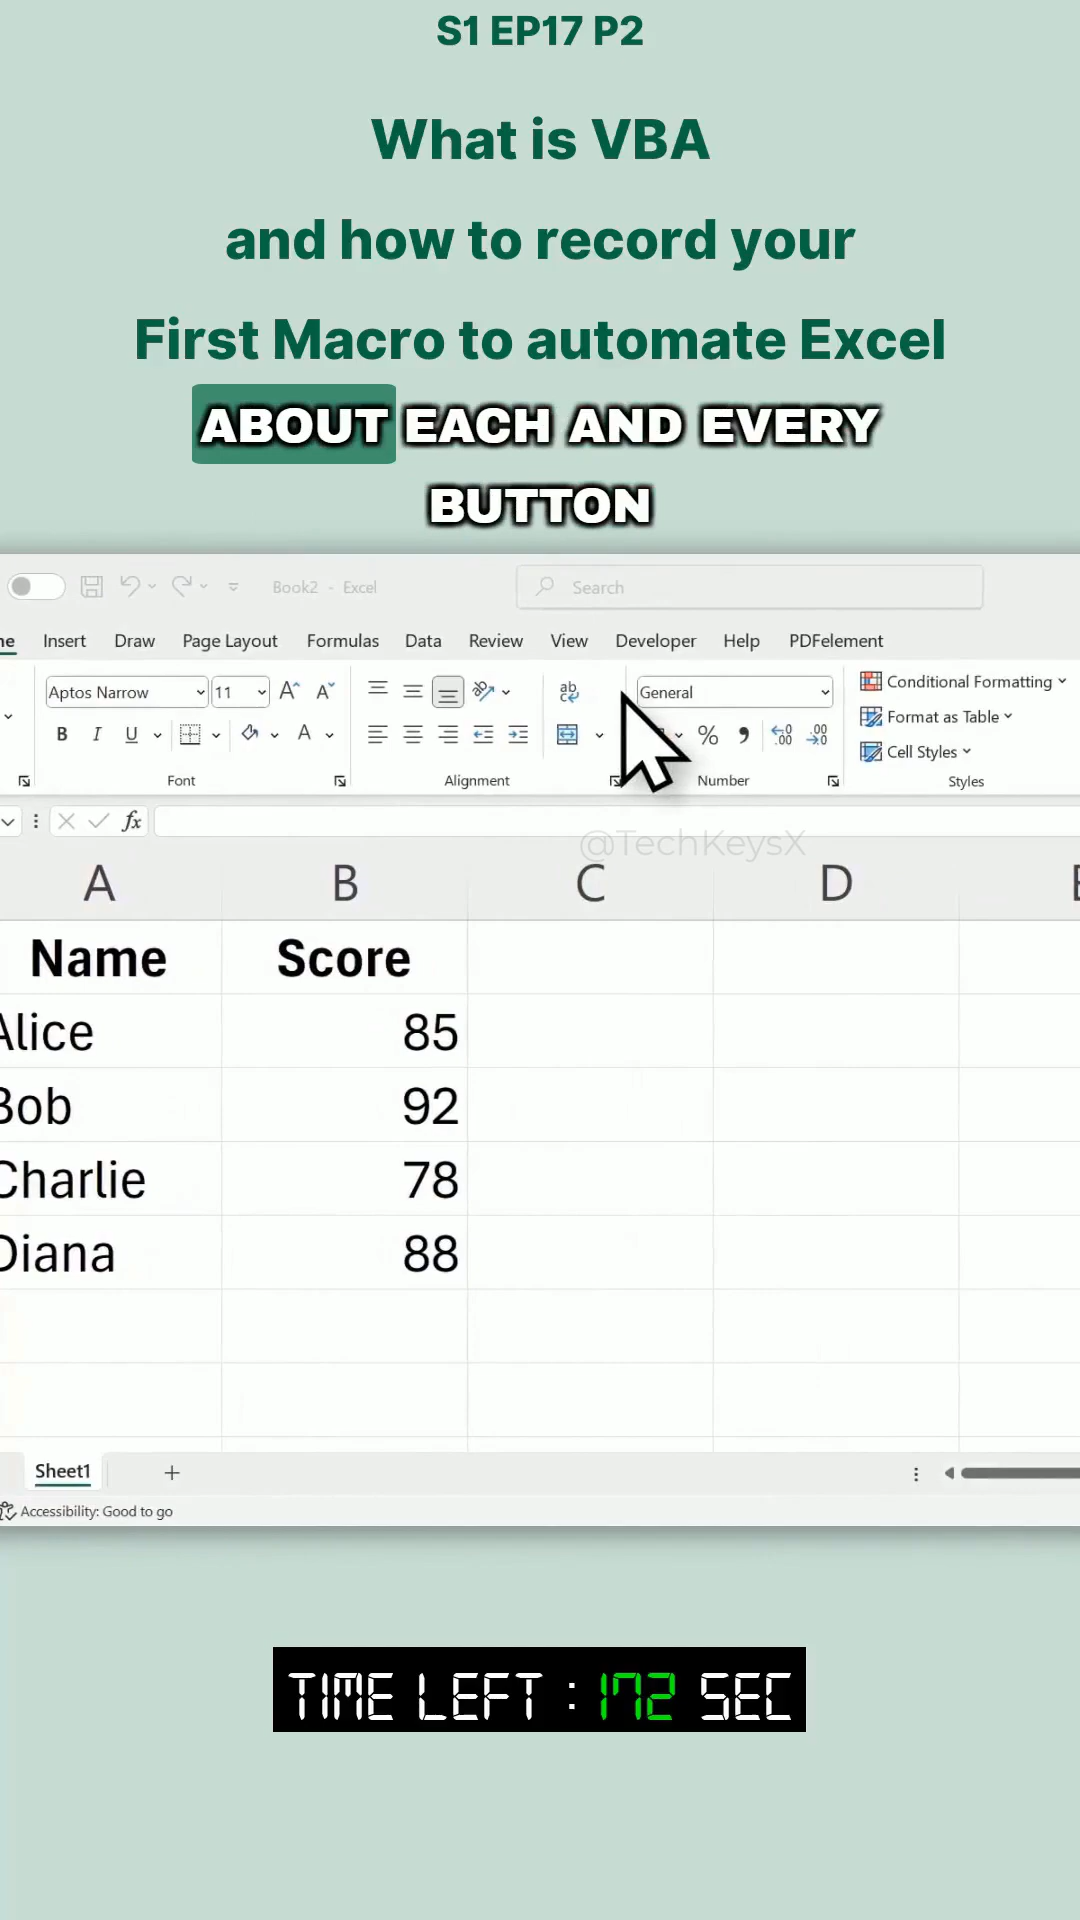 S1 EP17 P2
What is VBA
and how to record your
First Macro to automate Excel
ABOUT EACH AND EVERY
BUTTON
Book2 - Excel
Search
Insert Draw Page Layout Formulas Data Review View Developer Help PDFelement
Aptos Narrow 11 General Conditional Formatting
Format as Table
B I U A % Cell Styles
Font Alignment Number Styles
fx
@TechKeysX
A B C D
Name Score
Alice 85
Bob 92
Charlie 78
Diana 88
Sheet1 +
Accessibility: Good to go
TIME LEFT : 172 SEC